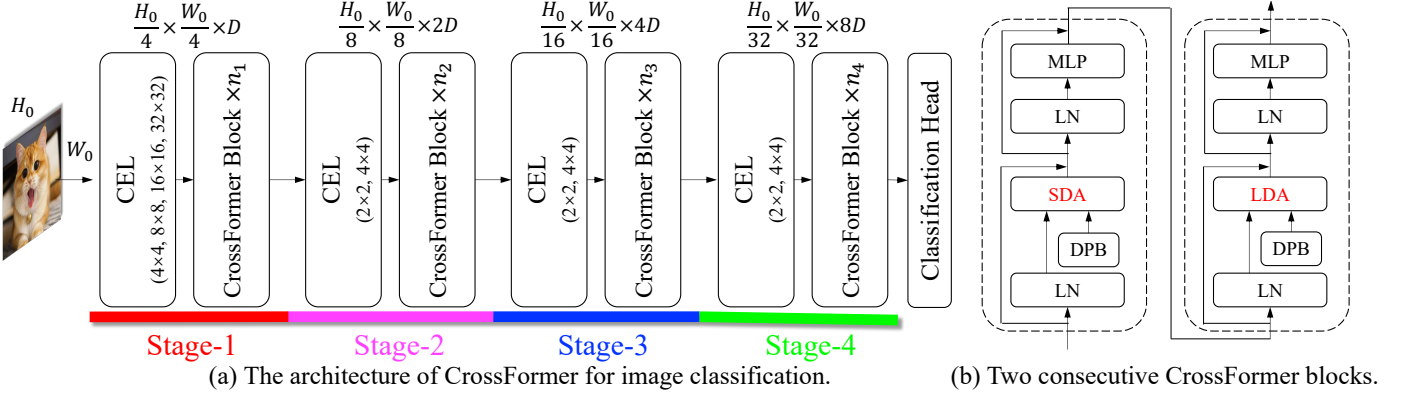 H₀/4 × W₀/4 × D
H₀/8 × W₀/8 × 2D
H₀/16 × W₀/16 × 4D
H₀/32 × W₀/32 × 8D
H₀
W₀
CEL
(4×4, 8×8, 16×16, 32×32)
CrossFormer Block ×n₁
CEL
(2×2, 4×4)
CrossFormer Block ×n₂
CEL
(2×2, 4×4)
CrossFormer Block ×n₃
CEL
(2×2, 4×4)
CrossFormer Block ×n₄
Classification Head
Stage-1
Stage-2
Stage-3
Stage-4
(a) The architecture of CrossFormer for image classification.
MLP
LN
SDA
DPB
LN
MLP
LN
LDA
DPB
LN
(b) Two consecutive CrossFormer blocks.